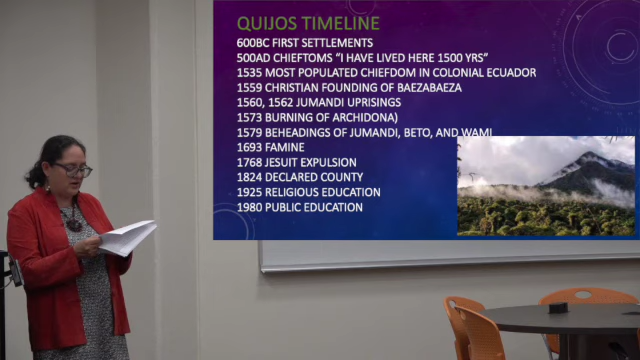 QUIJOS TIMELINE
600BC FIRST SETTLEMENTS
500AD CHIEFTOMS "I HAVE LIVED HERE 1500 YRS"
1535 MOST POPULATED CHIEFDOM IN COLONIAL ECUADOR
1559 CHRISTIAN FOUNDING OF BAEZABAEZA
1560, 1562 JUMANDI UPRISINGS
1573 BURNING OF ARCHIDONA)
1579 BEHEADINGS OF JUMANDI, BETO, AND WAMI
1693 FAMINE
1768 JESUIT EXPULSION
1824 DECLARED COUNTY
1925 RELIGIOUS EDUCATION
1980 PUBLIC EDUCATION